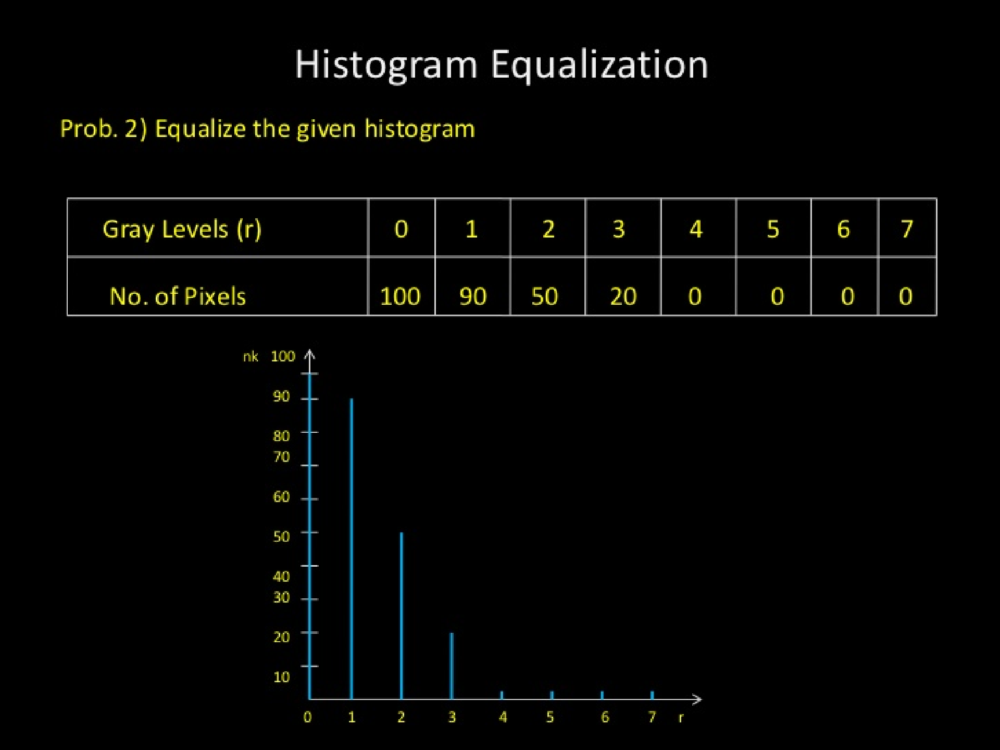 Histogram Equalization
Prob. 2) Equalize the given histogram
Gray Levels (r) 0 1 2 3 4 5 6 7
No. of Pixels 100 90 50 20 0 0 0 0
nk 100
90
80
70
60
50
40
30
20
10
0 1 2 3 4 5 6 7 r